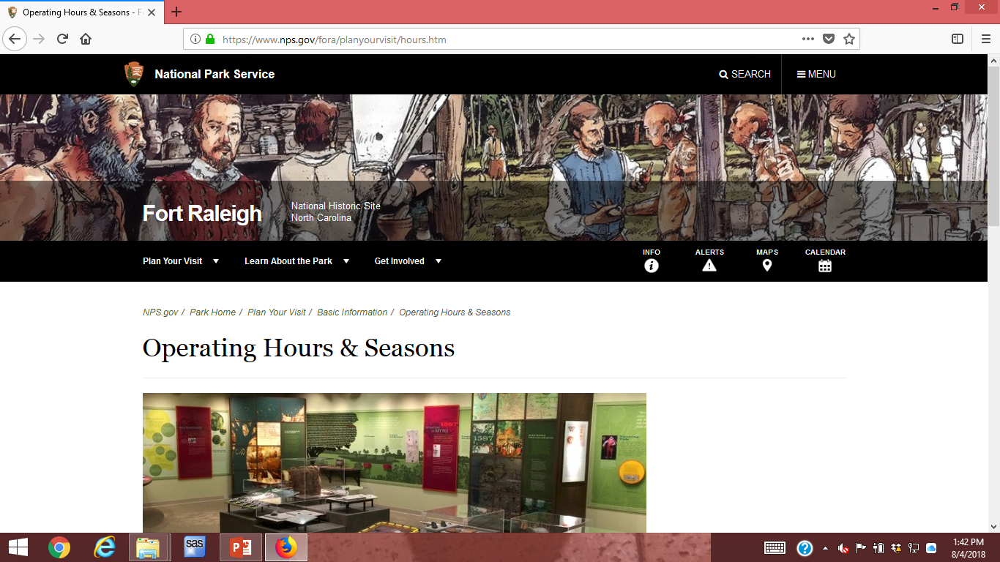 Operating Hours & Seasons - F
https://www.nps.gov/fora/planyourvisit/hours.htm
National Park Service
SEARCH
MENU
Fort Raleigh
National Historic Site
North Carolina
Plan Your Visit
Learn About the Park
Get Involved
INFO
ALERTS
MAPS
CALENDAR
NPS.gov / Park Home / Plan Your Visit / Basic Information / Operating Hours & Seasons
Operating Hours & Seasons
1587
SETTLE
1587
sas
1:42 PM
8/4/2018